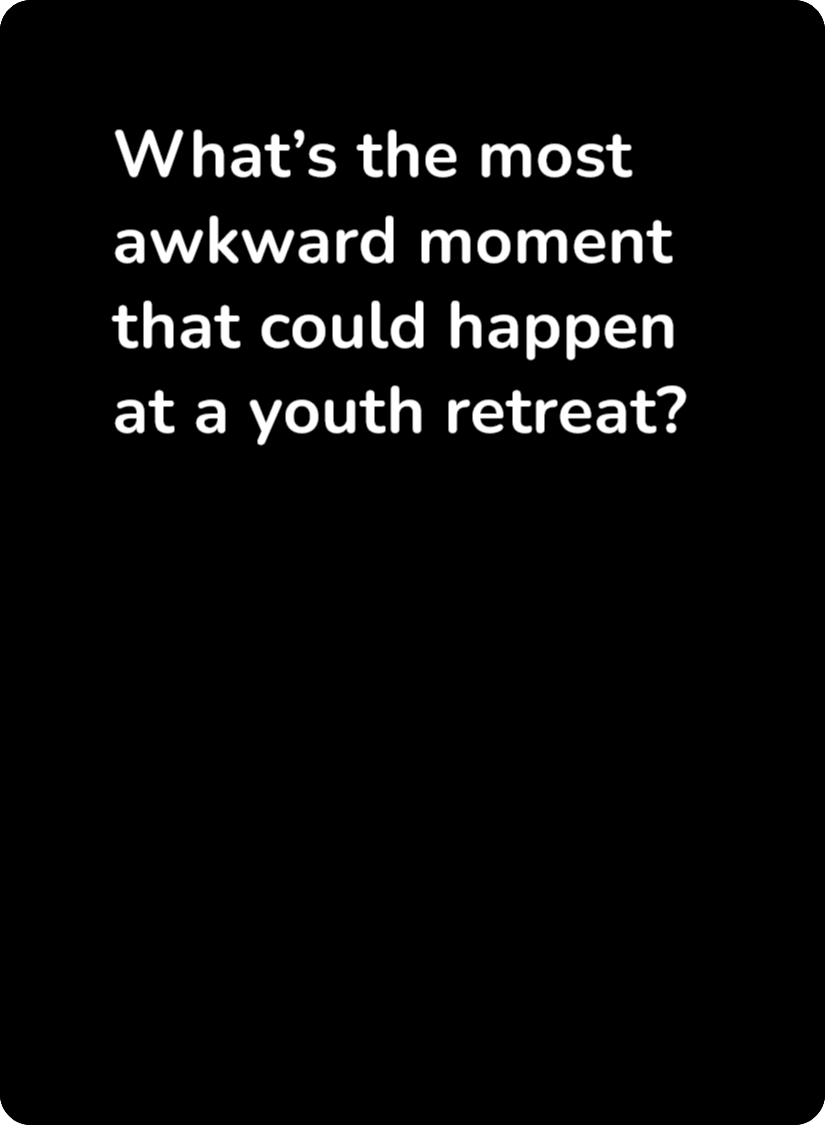 What’s the most
awkward moment
that could happen
at a youth retreat?